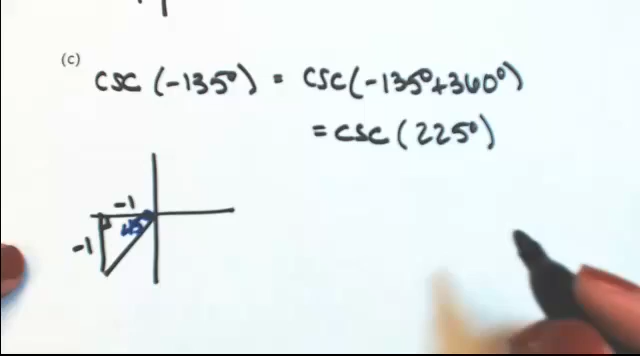 (c)
csc (-135°) = csc(-135°+360°)
= csc (225°)
-1
45
-1